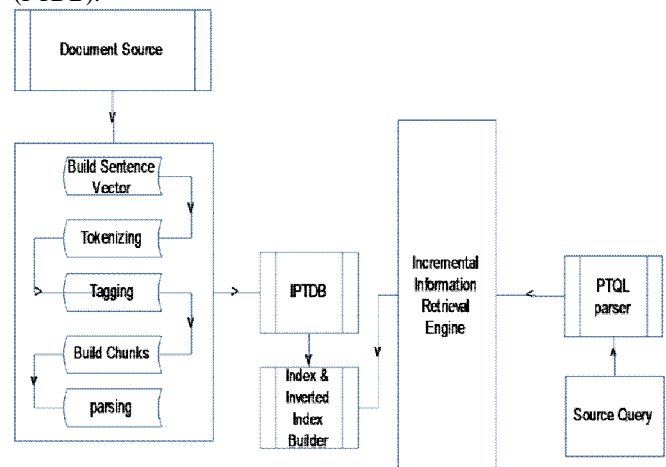 (PTDB).
Document Source
Build Sentence
Vector
Tokenizing
Tagging
Build Chunks
parsing
IPTDB
Index &
Inverted
Index
Builder
Incremental
Information
Retrieval
Engine
PTQL
parser
Source Query